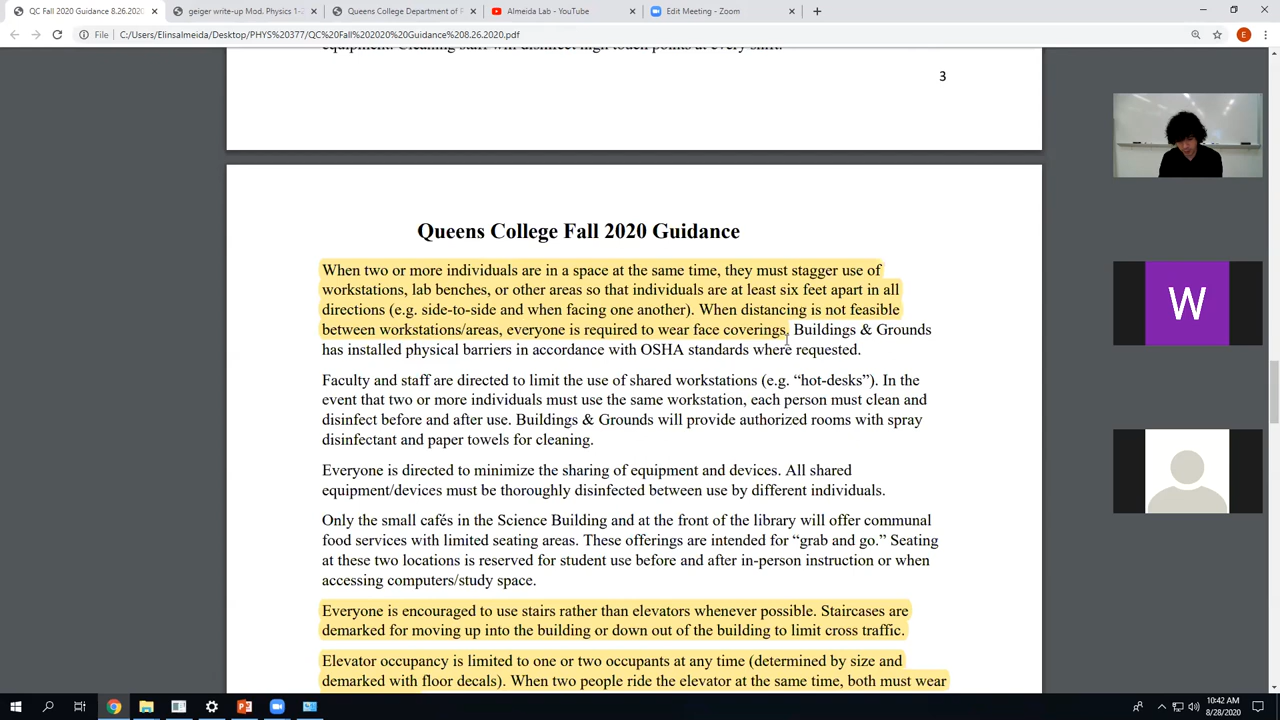 QC Fall 2020 Guidance 8.26.2020
geiger write-up Mod. Physics 1-2
Queens College Department of F
Almeida Lab - YouTube
Edit Meeting - Zoom
File
C:/Users/Elinsalmeida/Desktop/PHYS%20377/QC%20Fall%202020%20Guidance%208.26.2020.pdf
E
equipment. Cleaning staff will disinfect high touch points at every shift.
3
Queens College Fall 2020 Guidance
When two or more individuals are in a space at the same time, they must stagger use of
workstations, lab benches, or other areas so that individuals are at least six feet apart in all
directions (e.g. side-to-side and when facing one another). When distancing is not feasible
between workstations/areas, everyone is required to wear face coverings. Buildings & Grounds
has installed physical barriers in accordance with OSHA standards where requested.
Faculty and staff are directed to limit the use of shared workstations (e.g. “hot-desks”). In the
event that two or more individuals must use the same workstation, each person must clean and
disinfect before and after use. Buildings & Grounds will provide authorized rooms with spray
disinfectant and paper towels for cleaning.
Everyone is directed to minimize the sharing of equipment and devices. All shared
equipment/devices must be thoroughly disinfected between use by different individuals.
Only the small cafés in the Science Building and at the front of the library will offer communal
food services with limited seating areas. These offerings are intended for “grab and go.” Seating
at these two locations is reserved for student use before and after in-person instruction or when
accessing computers/study space.
Everyone is encouraged to use stairs rather than elevators whenever possible. Staircases are
demarked for moving up into the building or down out of the building to limit cross traffic.
Elevator occupancy is limited to one or two occupants at any time (determined by size and
demarked with floor decals). When two people ride the elevator at the same time, both must wear
W
10:42 AM
8/28/2020